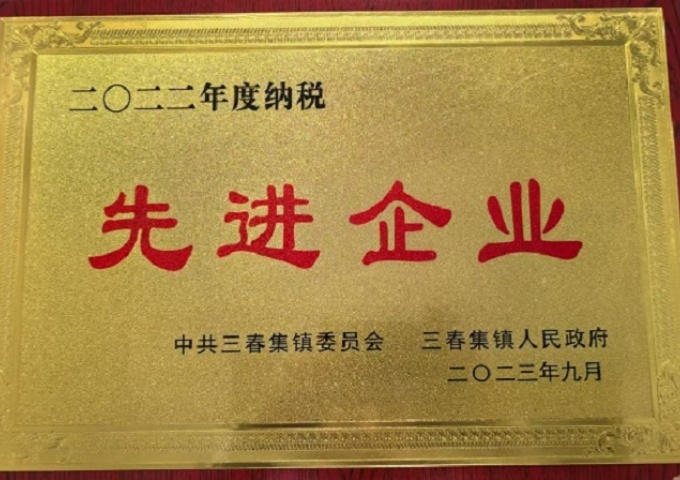 二〇二二年度纳税
先进企业
中共三春集镇委员会 三春集镇人民政府
二〇二三年九月